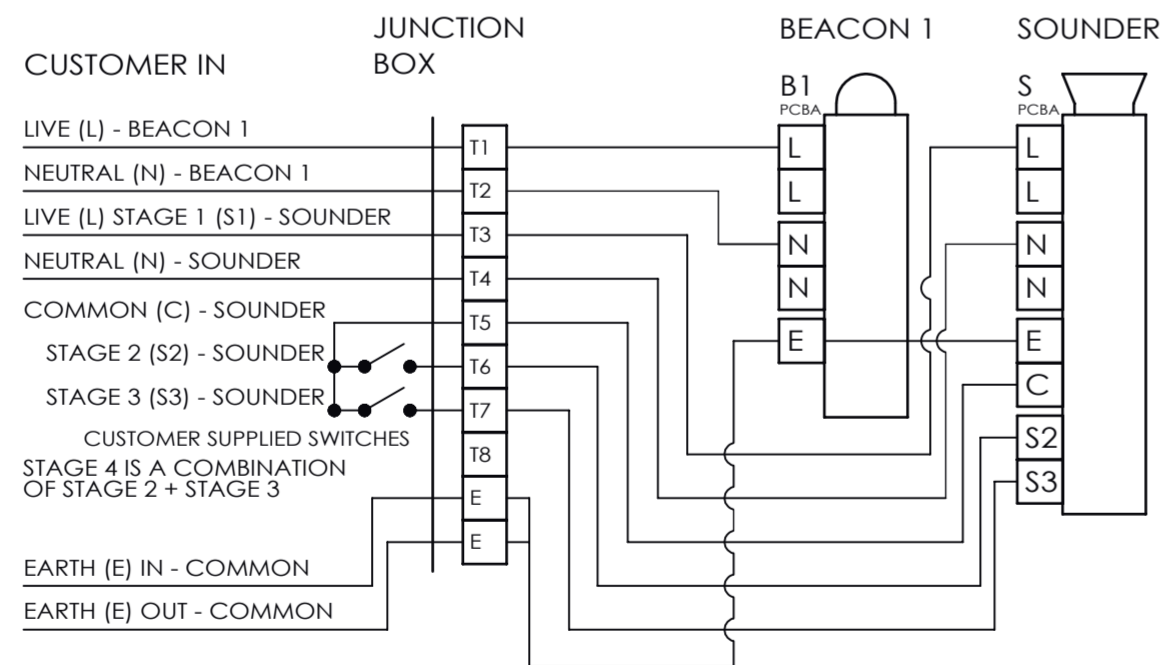 CUSTOMER IN
JUNCTION
BOX
BEACON 1
SOUNDER
LIVE (L) - BEACON 1
NEUTRAL (N) - BEACON 1
LIVE (L) STAGE 1 (S1) - SOUNDER
NEUTRAL (N) - SOUNDER
COMMON (C) - SOUNDER
STAGE 2 (S2) - SOUNDER
STAGE 3 (S3) - SOUNDER
CUSTOMER SUPPLIED SWITCHES
STAGE 4 IS A COMBINATION
OF STAGE 2 + STAGE 3
EARTH (E) IN - COMMON
EARTH (E) OUT - COMMON
T1
T2
T3
T4
T5
T6
T7
T8
E
E
B1
PCBA
L
L
N
N
E
S
PCBA
L
L
N
N
E
C
S2
S3